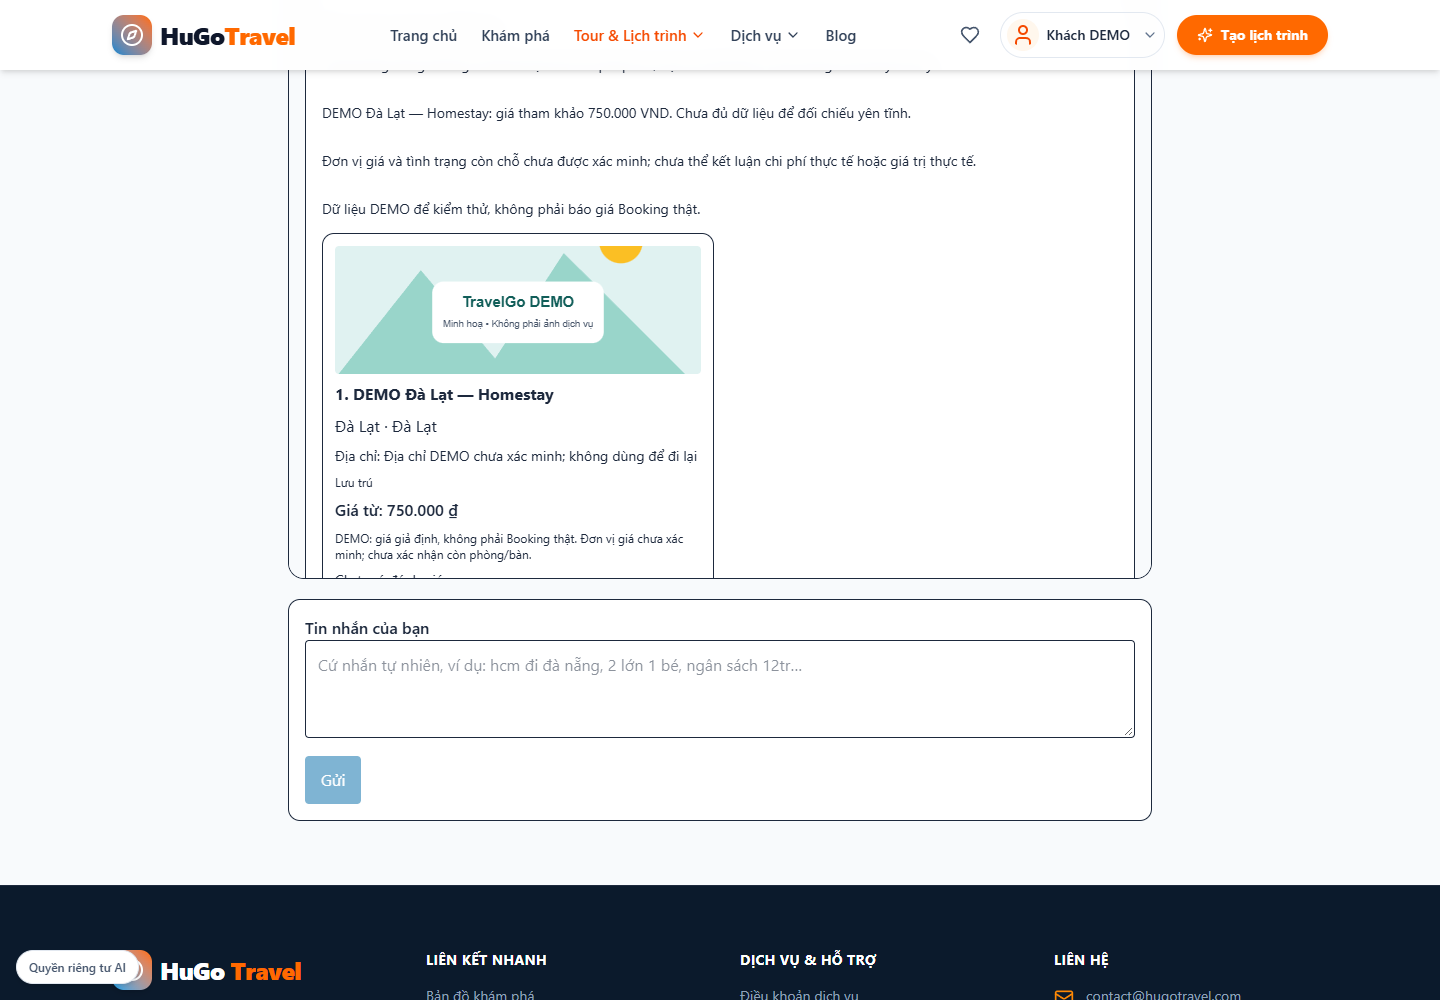 HuGoTravel
Trang chủ
Khám phá
Tour & Lịch trình
Dịch vụ
Blog
Khách DEMO
Tạo lịch trình
DEMO Đà Lạt — Homestay: giá tham khảo 750.000 VND. Chưa đủ dữ liệu để đối chiếu yên tĩnh.
Đơn vị giá và tình trạng còn chỗ chưa được xác minh; chưa thể kết luận chi phí thực tế hoặc giá trị thực tế.
Dữ liệu DEMO để kiểm thử, không phải báo giá Booking thật.
TravelGo DEMO
Minh hoạ • Không phải ảnh dịch vụ
1. DEMO Đà Lạt — Homestay
Đà Lạt · Đà Lạt
Địa chỉ: Địa chỉ DEMO chưa xác minh; không dùng để đi lại
Lưu trú
Giá từ: 750.000 ₫
DEMO: giá giả định, không phải Booking thật. Đơn vị giá chưa xác
minh; chưa xác nhận còn phòng/bàn.
Tin nhắn của bạn
Cứ nhắn tự nhiên, ví dụ: hcm đi đà nẵng, 2 lớn 1 bé, ngân sách 12tr...
Gửi
Quyền riêng tư AI
HuGo Travel
LIÊN KẾT NHANH
Bản đồ khám phá
DỊCH VỤ & HỖ TRỢ
Điều khoản dịch vụ
LIÊN HỆ
contact@hugotravel.com